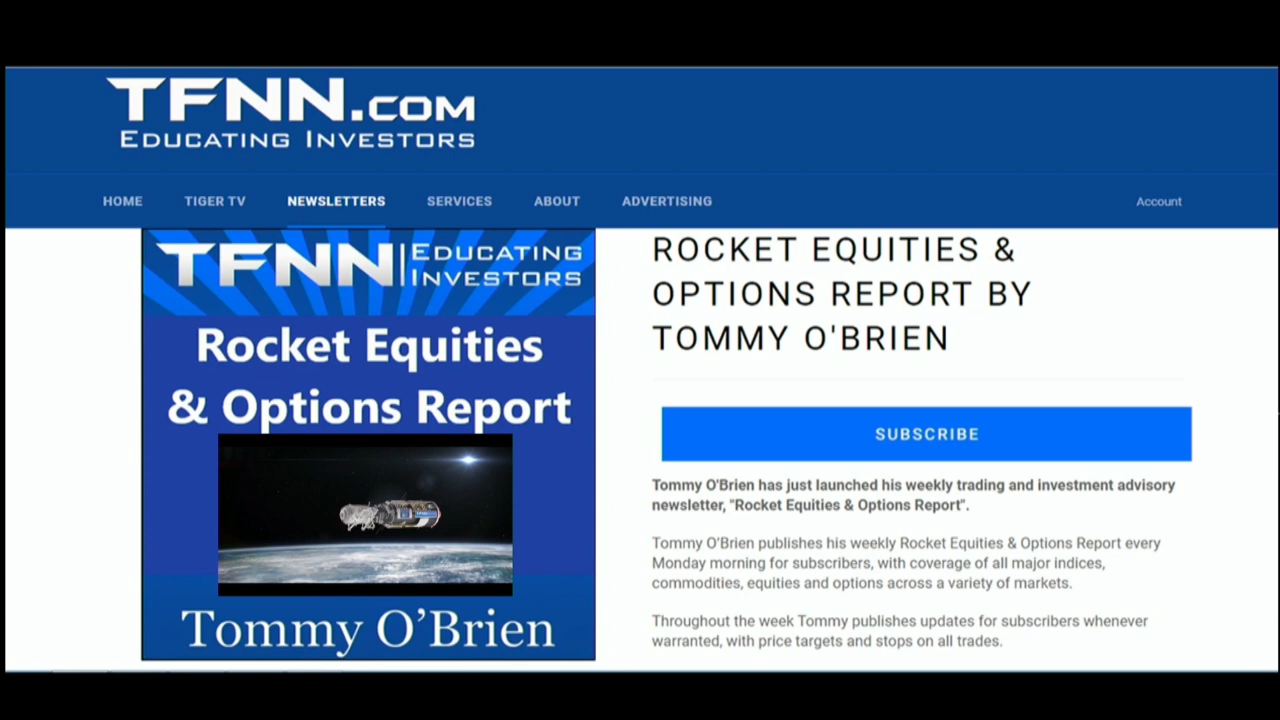 TFNN.COM
EDUCATING INVESTORS
HOME TIGER TV NEWSLETTERS SERVICES ABOUT ADVERTISING Account
TFNN | EDUCATING
INVESTORS
Rocket Equities
& Options Report
Tommy O’Brien
ROCKET EQUITIES &
OPTIONS REPORT BY
TOMMY O'BRIEN
SUBSCRIBE
Tommy O'Brien has just launched his weekly trading and investment advisory
newsletter, "Rocket Equities & Options Report".
Tommy O’Brien publishes his weekly Rocket Equities & Options Report every
Monday morning for subscribers, with coverage of all major indices,
commodities, equities and options across a variety of markets.
Throughout the week Tommy publishes updates for subscribers whenever
warranted, with price targets and stops on all trades.